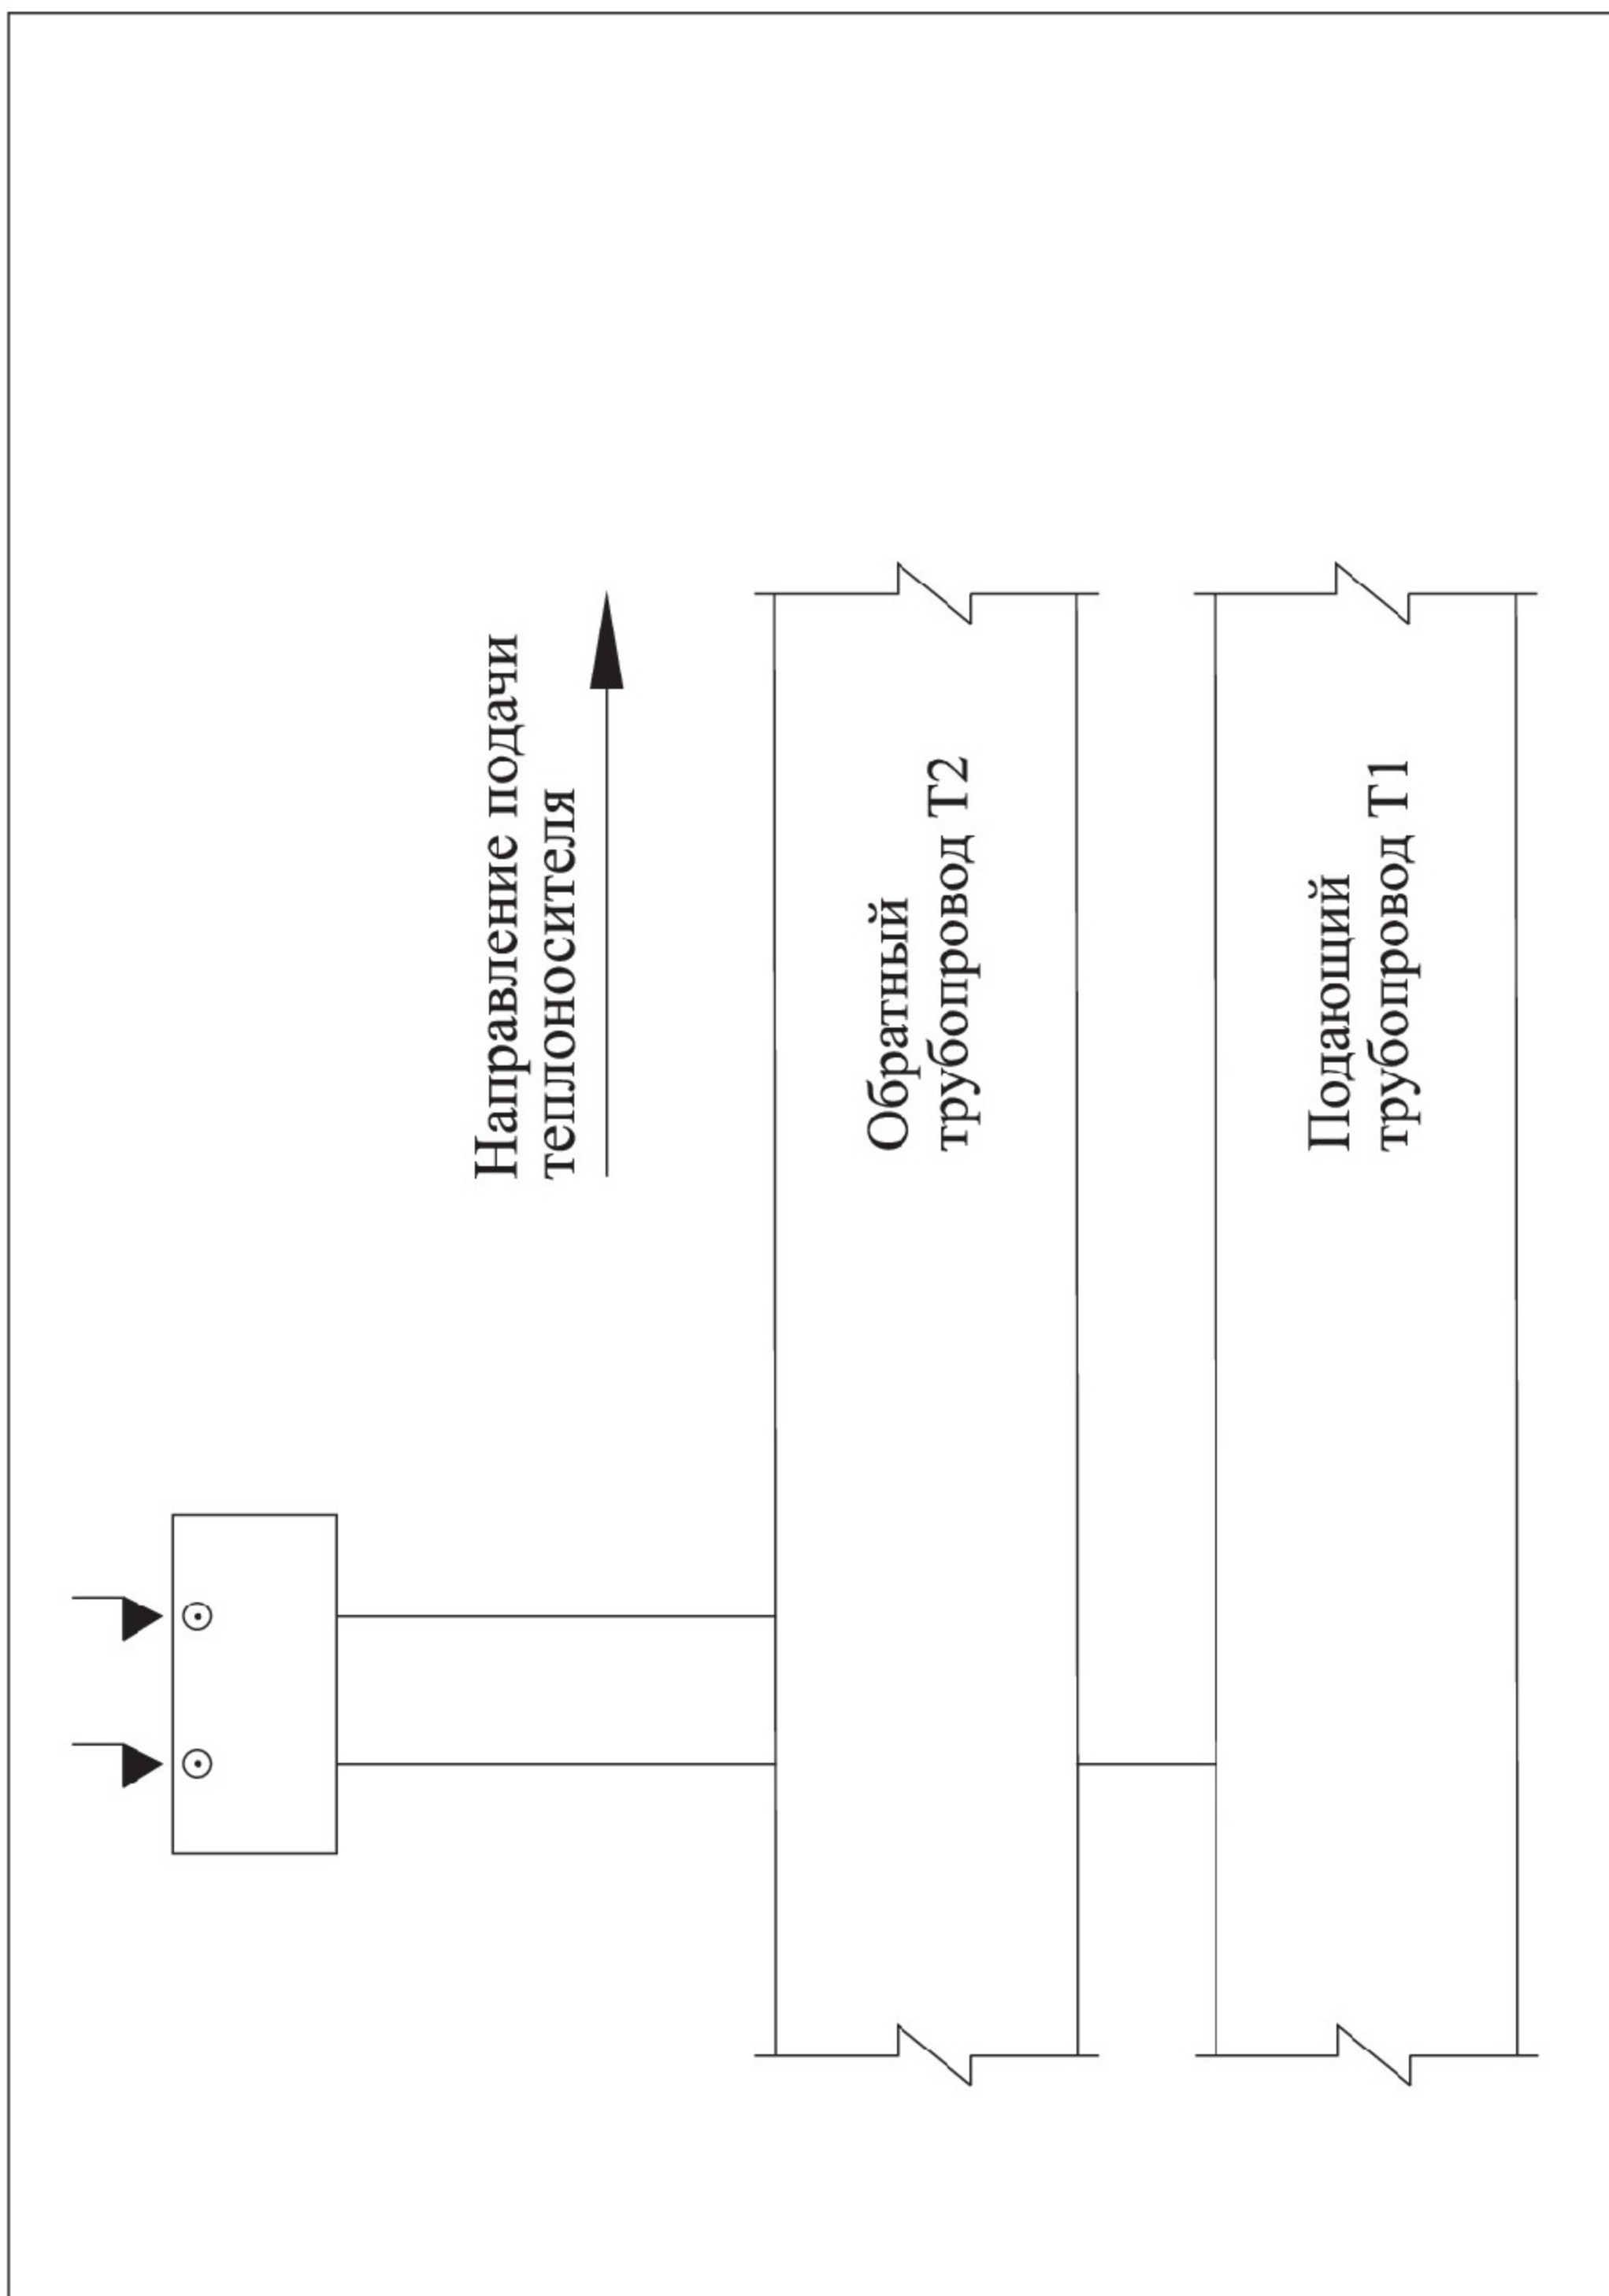 Направление подачи
теплоносителя
Обратный
трубопровод Т2
Подающий
трубопровод Т1